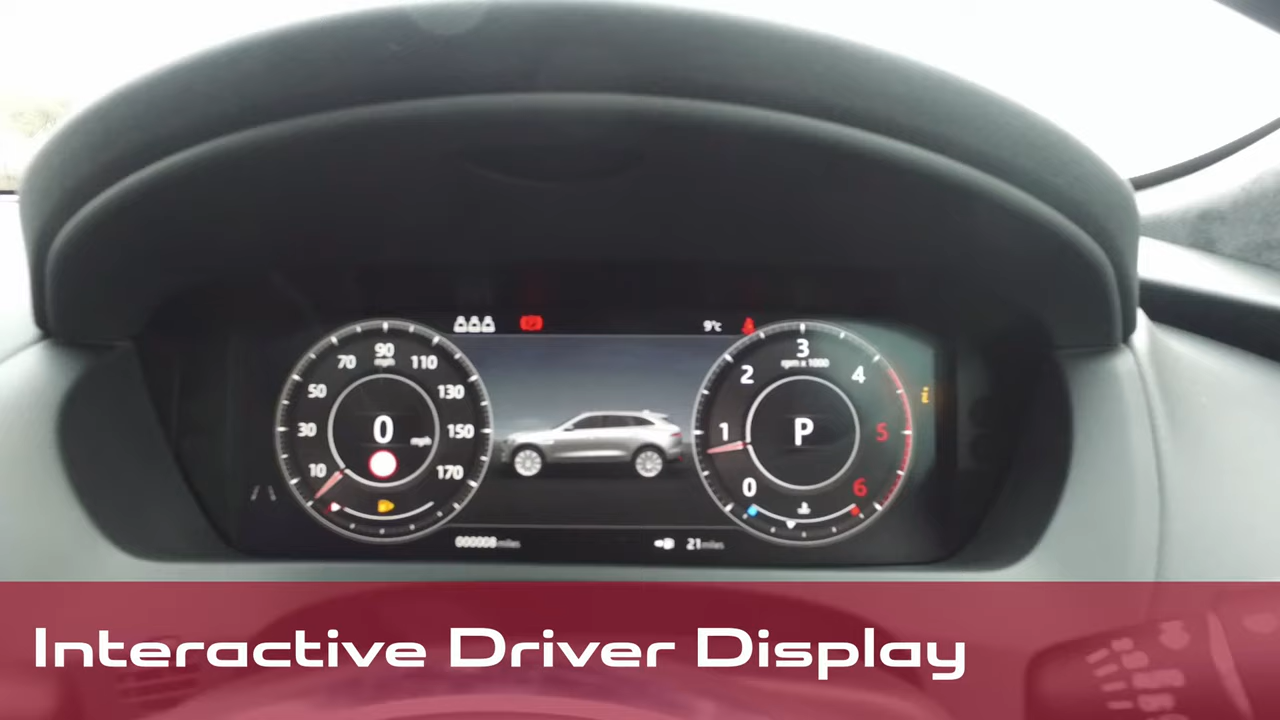 9°c
90
mph
70
110
50
130
30
0
mph
150
10
170
3
rpm x 1000
2
4
1
P
5
0
6
i
000008 miles
21 miles
Interactive Driver Display